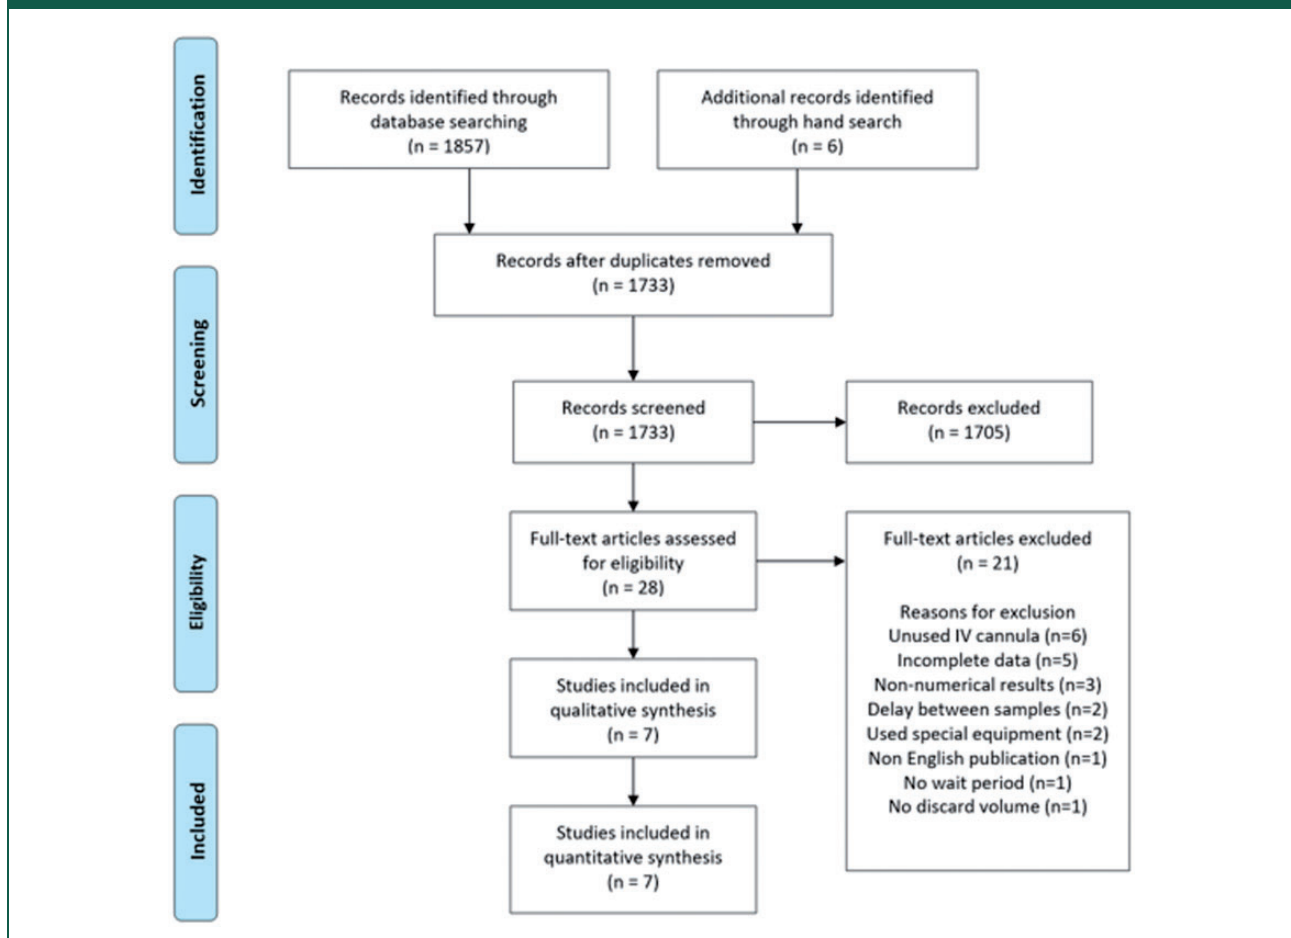 Identification
Records identified through
database searching
(n = 1857)
Additional records identified
through hand search
(n = 6)
Records after duplicates removed
(n = 1733)
Screening
Records screened
(n = 1733)
Records excluded
(n = 1705)
Eligibility
Full-text articles assessed
for eligibility
(n = 28)
Full-text articles excluded
(n = 21)
Reasons for exclusion
Unused IV cannula (n=6)
Incomplete data (n=5)
Non-numerical results (n=3)
Delay between samples (n=2)
Used special equipment (n=2)
Non English publication (n=1)
No wait period (n=1)
No discard volume (n=1)
Studies included in
qualitative synthesis
(n = 7)
Included
Studies included in
quantitative synthesis
(n = 7)